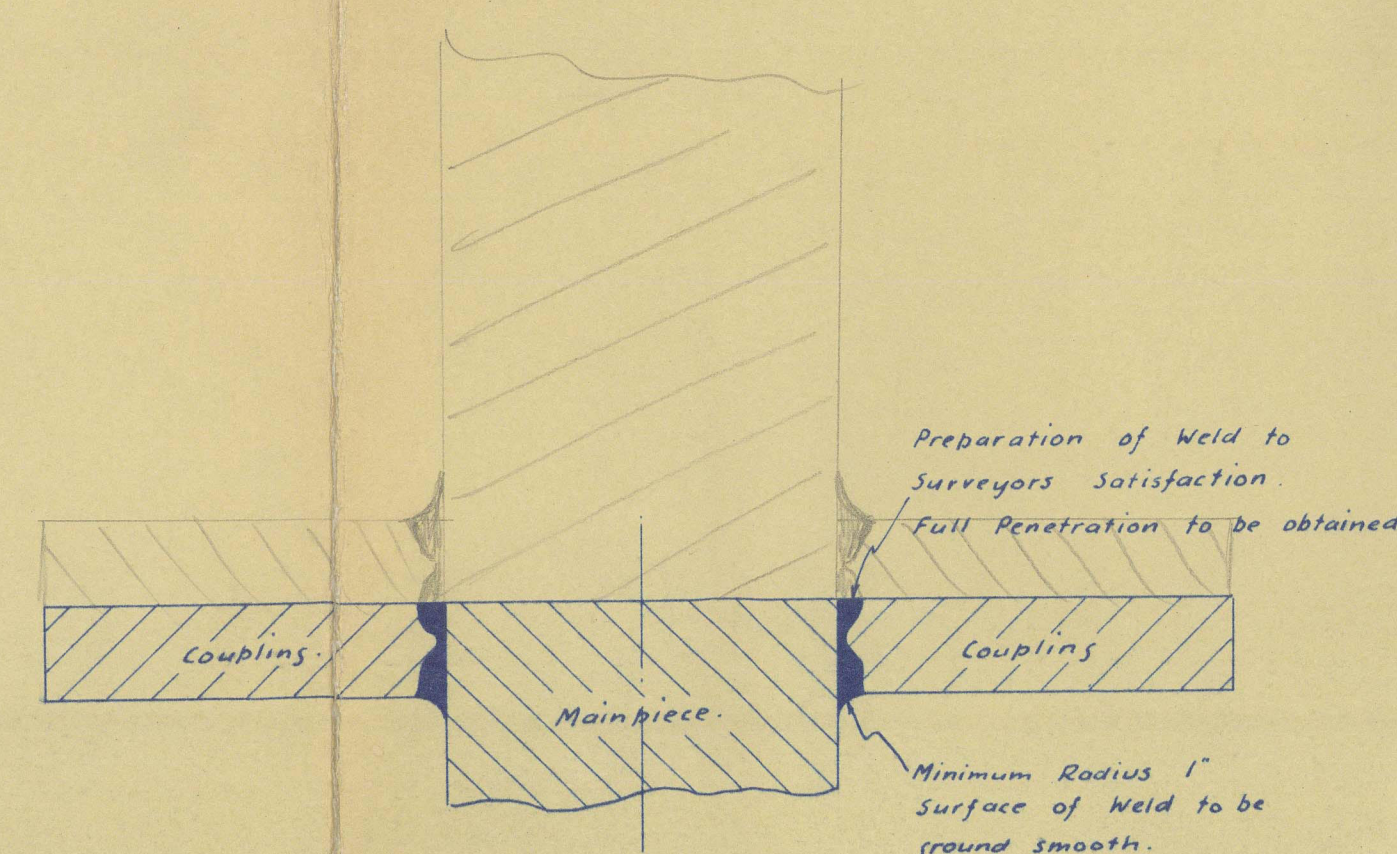 Preparation of Weld to
Surveyors Satisfaction.
Full Penetration to be obtained
Coupling.
Coupling
Mainpiece.
Minimum Radius 1"
Surface of Weld to be
ground smooth.